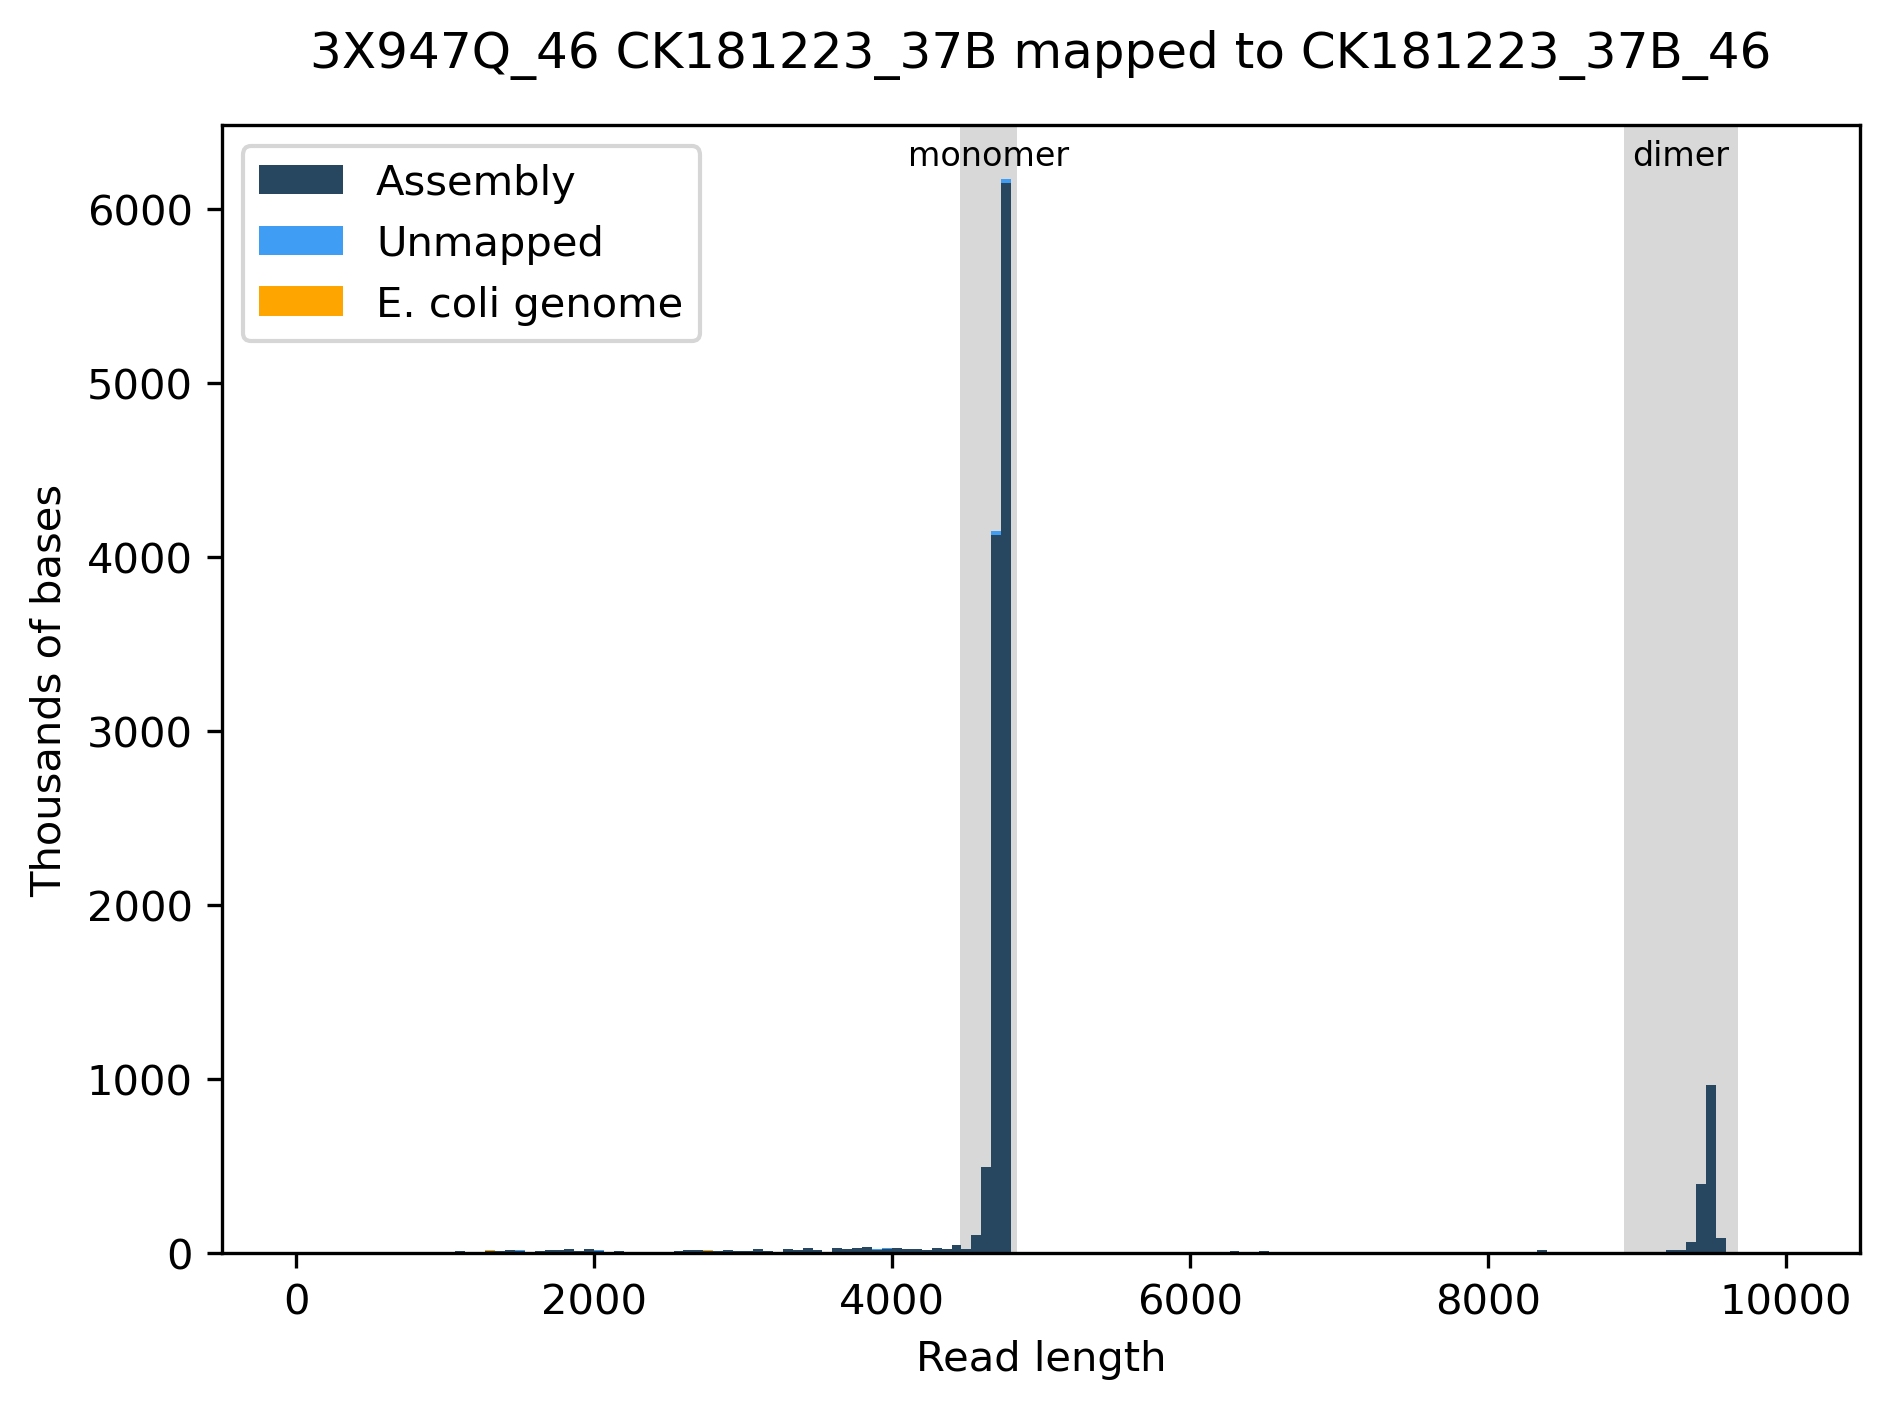 3X947Q_46 CK181223_37B mapped to CK181223_37B_46
monomer
dimer
Assembly
Unmapped
E. coli genome
6000
5000
4000
3000
2000
1000
0
Thousands of bases
0 2000 4000 6000 8000 10000
Read length